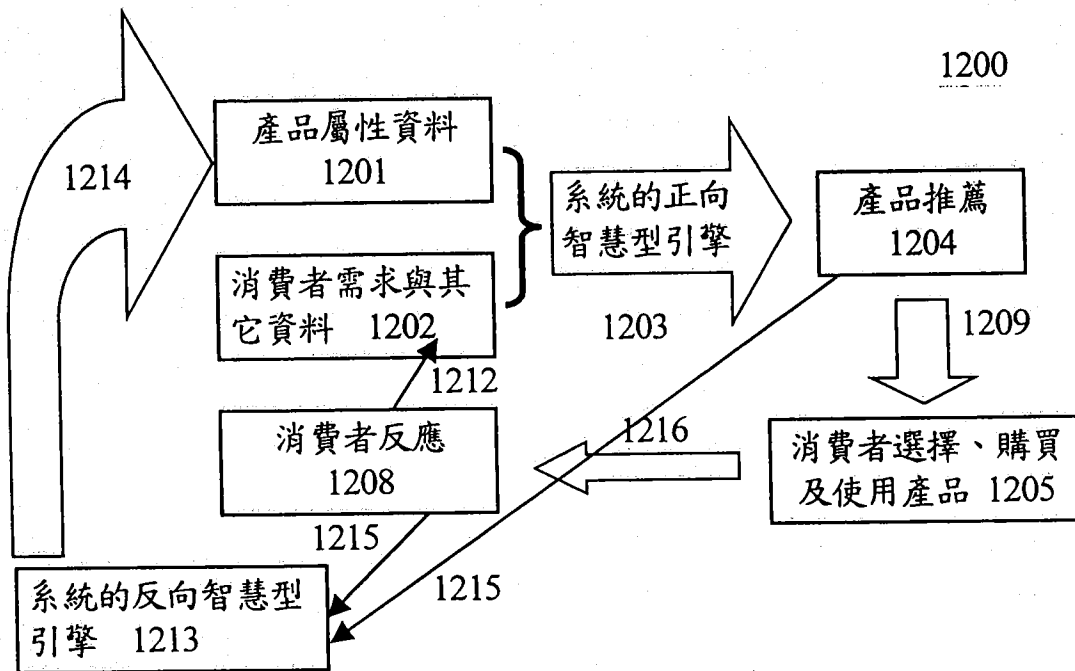 1200
產品屬性資料
1201
1214
系統的正向
智慧型引擎
1203
產品推薦
1204
消費者需求與其
它資料 1202
1209
1212
消費者反應
1208
1216
消費者選擇、購買
及使用產品 1205
1215
1215
系統的反向智慧型
引擎 1213